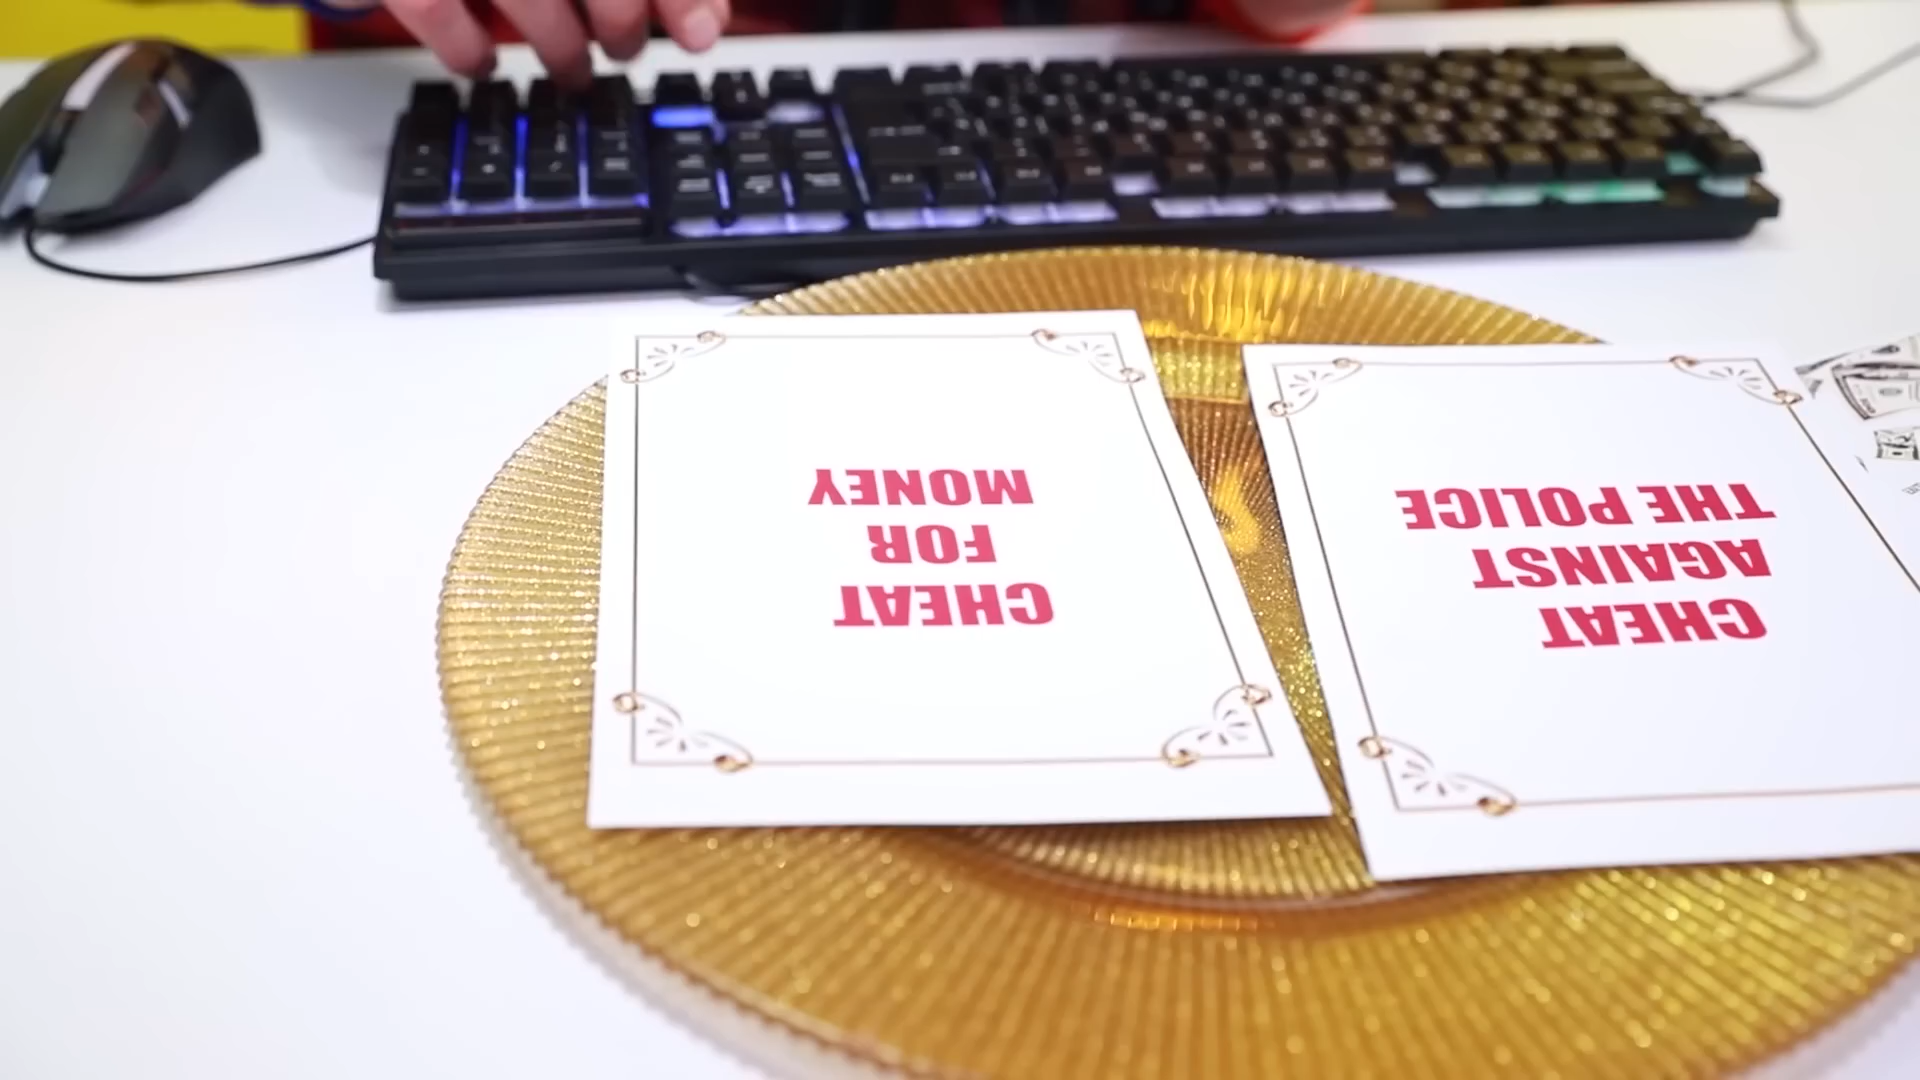 CHEAT
FOR
MONEY
CHEAT
AGAINST
THE POLICE